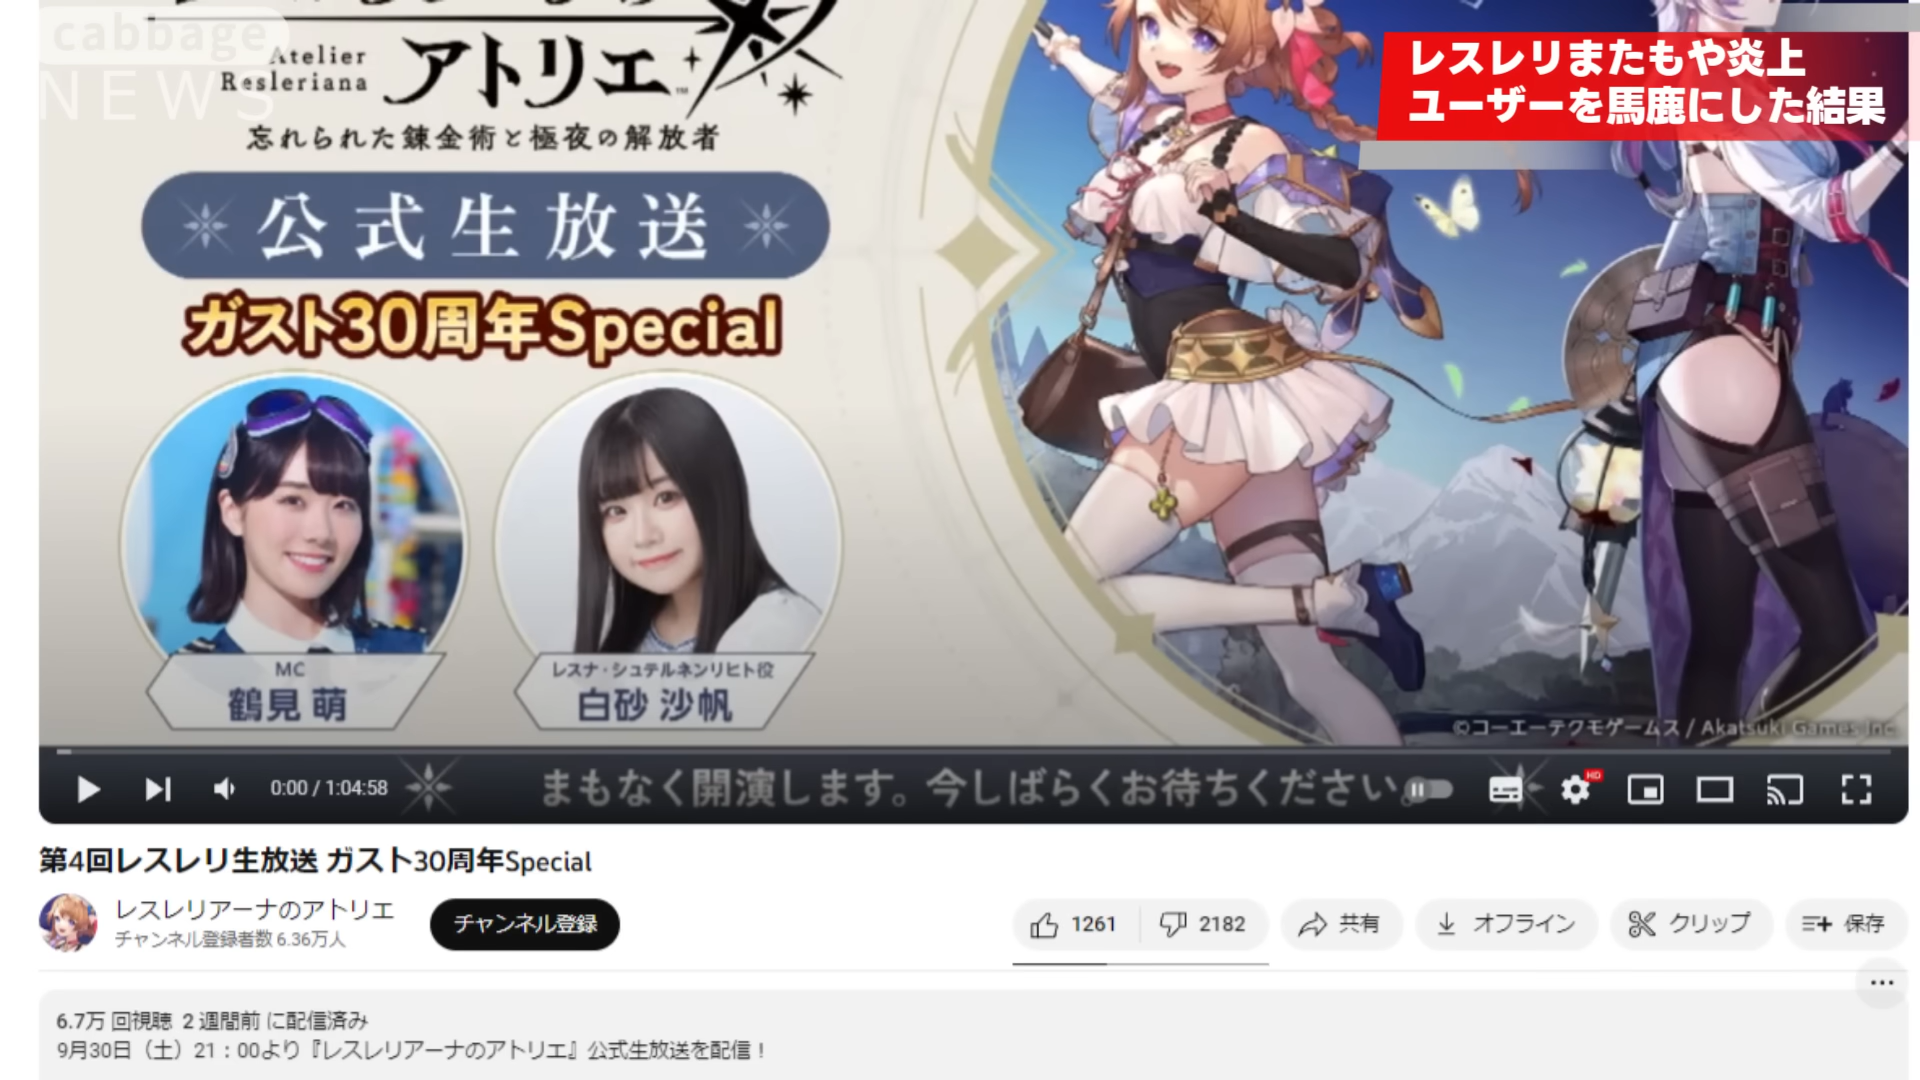 cabbage
NEWS
レスレリまたもや炎上
ユーザーを馬鹿にした結果
Atelier
Resleriana
アトリエ
忘れられた錬金術と極夜の解放者
公式生放送
ガスト30周年Special
MC
鶴見 萌
レスナ・シュテルネンリヒト役
白砂 沙帆
©コーエーテクモゲームス / Akatsuki Games Inc.
0:00 / 1:04:58
まもなく開演します。今しばらくお待ちください。
HD
第4回レスレリ生放送 ガスト30周年Special
レスレリアーナのアトリエ
チャンネル登録者数 6.36万人
チャンネル登録
1261
2182
共有
オフライン
クリップ
保存
6.7万 回視聴 2 週間前 に配信済み
9月30日（土）21：00より『レスレリアーナのアトリエ』公式生放送を配信！